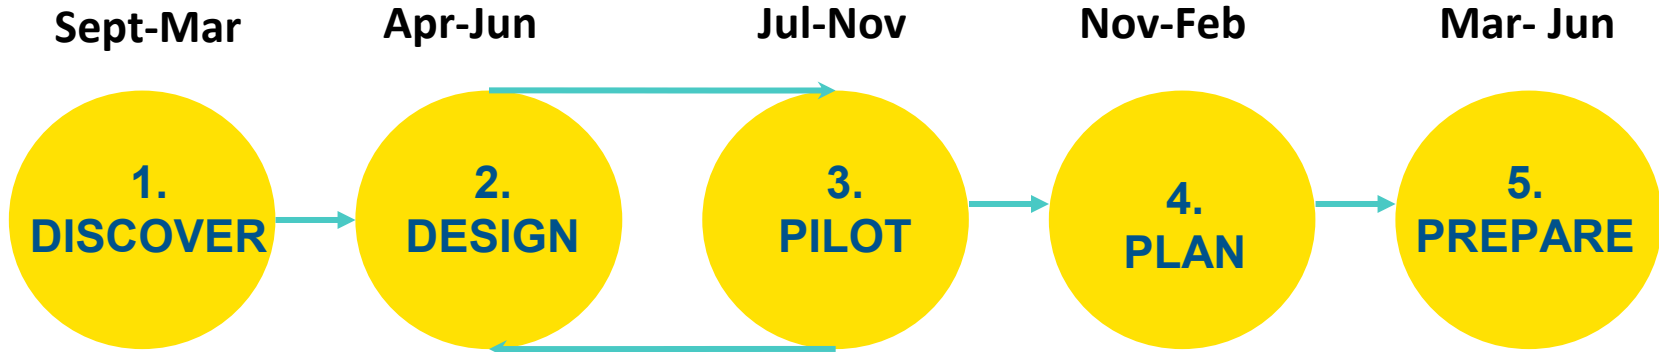 Sept-Mar
Apr-Jun
Jul-Nov
Nov-Feb
Mar- Jun
1.
DISCOVER
2.
DESIGN
3.
PILOT
4.
PLAN
5.
PREPARE